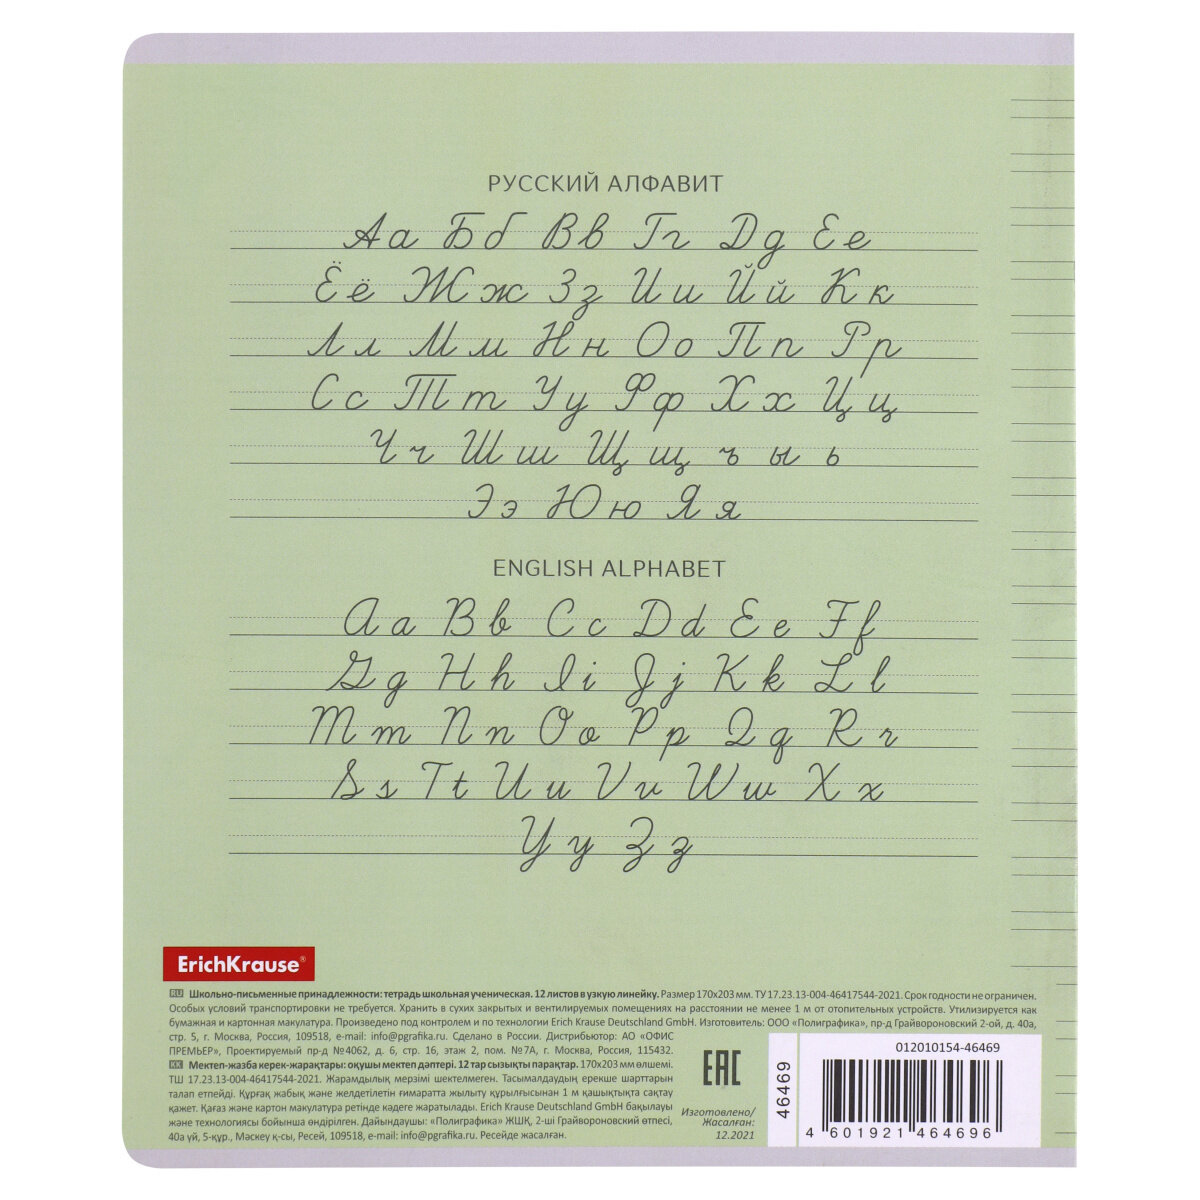 РУССКИЙ АЛФАВИТ
Аа Бб Вв Гг Дд Ее
Ёё Жж Зз Ии Йй Кк
Лл Мм Нн Оо Пп Рр
Сс Тт Уу Фф Хх Цц
Чч Шш Щщ ъ ы ь
Ээ Юю Яя
ENGLISH ALPHABET
Aa Bb Cc Dd Ee Ff
Gg Hh Ii Jj Kk Ll
Mm Nn Oo Pp Qq Rr
Ss Tt Uu Vv Ww Xx
Yy Zz
ErichKrause®
RU Школьно-письменные принадлежности: тетрадь школьная ученическая. 12 листов в узкую линейку. Размер 170x203 мм. ТУ 17.23.13-004-46417544-2021. Срок годности не ограничен.
Особых условий транспортировки не требуется. Хранить в сухих закрытых и вентилируемых помещениях на расстоянии не менее 1 м от отопительных устройств. Утилизируется как
бумажная и картонная макулатура. Произведено под контролем и по технологии Erich Krause Deutschland GmbH. Изготовитель: ООО «Полиграфика», пр-д Грайвороновский 2-ой, д. 40а,
стр. 5, г. Москва, Россия, 109518, e-mail: info@pgrafika.ru. Сделано в России. Дистрибьютор: АО «ОФИС
ПРЕМЬЕР», Проектируемый пр-д №4062, д. 6, стр. 16, этаж 2, пом. №7А, г. Москва, Россия, 115432.
KK Мектеп-жазба керек-жарақтары: оқушы мектеп дәптері. 12 тар сызықты парақтар. 170x203 мм өлшемі.
ТШ 17.23.13-004-46417544-2021. Жарамдылық мерзімі шектелмеген. Тасымалдаудың ерекше шарттарын
талап етпейді. Құрғақ жабық және желдетілетін ғимаратта жылыту құрылғысынан 1 м қашықтықта сақтау
қажет. Қағаз және картон макулатура ретінде кәдеге жаратылады. Erich Krause Deutschland GmbH бақылауы
және технологиясы бойынша өндірілген. Дайындаушы: «Полиграфика» ЖШҚ, 2-ші Грайвороновский өтпесі,
40а үй, 5-құр., Мәскеу қ-сы, Ресей, 109518, e-mail: info@pgrafika.ru. Ресейде жасалған.
EAC
Изготовлено/
Жасалған:
12.2021
46469
012010154-46469
4 601921 464696